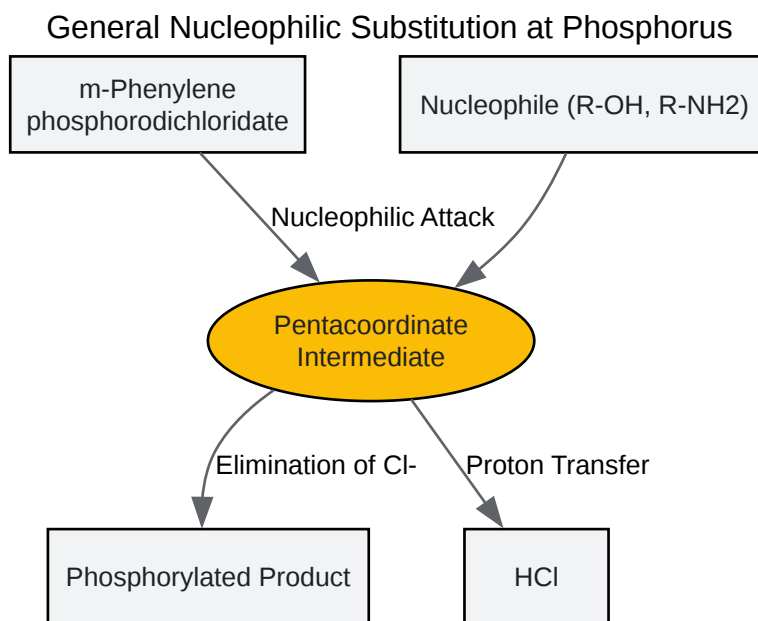 General Nucleophilic Substitution at Phosphorus
m-Phenylene
phosphorodichloridate
Nucleophile (R-OH, R-NH2)
Nucleophilic Attack
Pentacoordinate
Intermediate
Elimination of Cl-
Proton Transfer
Phosphorylated Product
HCl